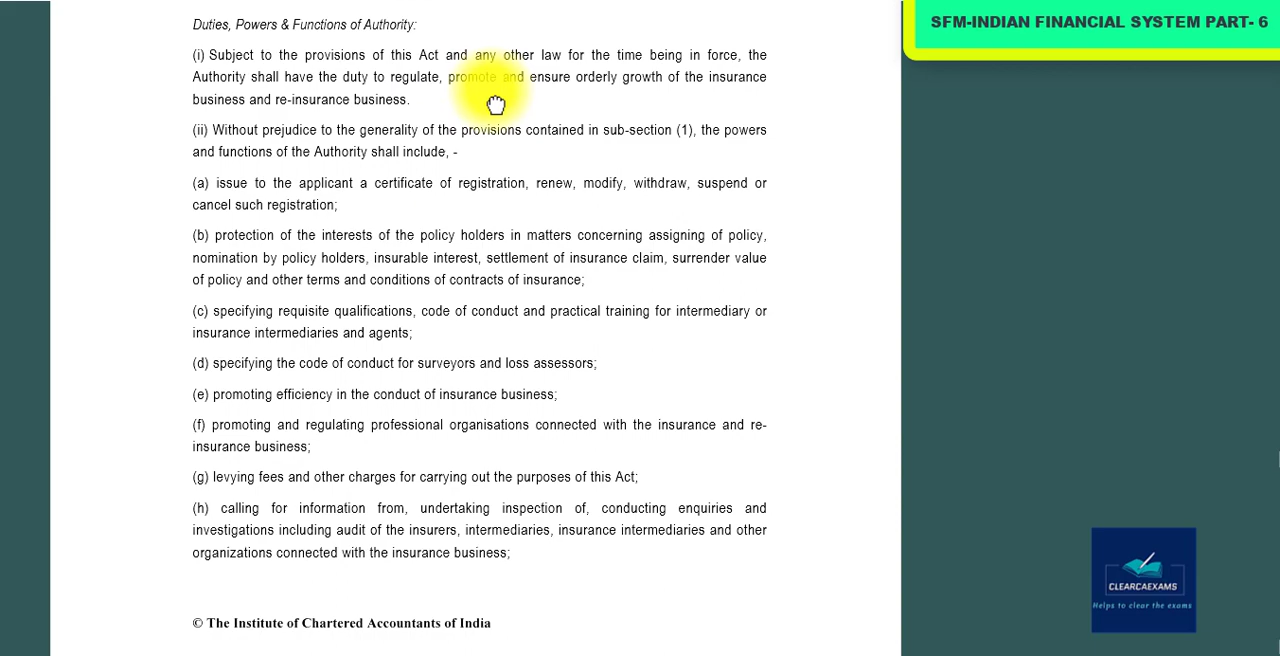 SFM-INDIAN FINANCIAL SYSTEM PART- 6
Duties, Powers & Functions of Authority:
(i) Subject to the provisions of this Act and any other law for the time being in force, the
Authority shall have the duty to regulate, promote and ensure orderly growth of the insurance
business and re-insurance business.
(ii) Without prejudice to the generality of the provisions contained in sub-section (1), the powers
and functions of the Authority shall include, -
(a) issue to the applicant a certificate of registration, renew, modify, withdraw, suspend or
cancel such registration;
(b) protection of the interests of the policy holders in matters concerning assigning of policy,
nomination by policy holders, insurable interest, settlement of insurance claim, surrender value
of policy and other terms and conditions of contracts of insurance;
(c) specifying requisite qualifications, code of conduct and practical training for intermediary or
insurance intermediaries and agents;
(d) specifying the code of conduct for surveyors and loss assessors;
(e) promoting efficiency in the conduct of insurance business;
(f) promoting and regulating professional organisations connected with the insurance and re-
insurance business;
(g) levying fees and other charges for carrying out the purposes of this Act;
(h) calling for information from, undertaking inspection of, conducting enquiries and
investigations including audit of the insurers, intermediaries, insurance intermediaries and other
organizations connected with the insurance business;
© The Institute of Chartered Accountants of India
CLEARCAEXAMS
Helps to clear the exams